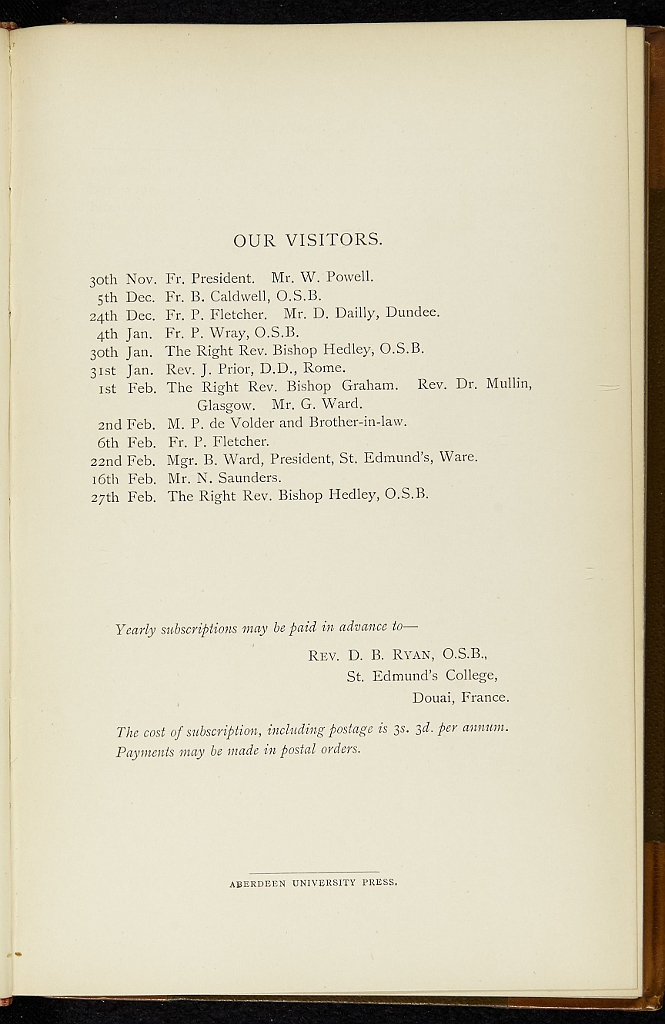 OUR VISITORS.
30th Nov. Fr. President. Mr. W. Powell.
5th Dec. Fr. B. Caldwell, O.S.B.
24th Dec. Fr. P. Fletcher. Mr. D. Dailly, Dundee.
4th Jan. Fr. P. Wray, O.S.B.
30th Jan. The Right Rev. Bishop Hedley, O.S.B.
31st Jan. Rev. J. Prior, D.D., Rome.
1st Feb. The Right Rev. Bishop Graham. Rev. Dr. Mullin,
Glasgow. Mr. G. Ward.
2nd Feb. M. P. de Volder and Brother-in-law.
6th Feb. Fr. P. Fletcher.
22nd Feb. Mgr. B. Ward, President, St. Edmund's, Ware.
16th Feb. Mr. N. Saunders.
27th Feb. The Right Rev. Bishop Hedley, O.S.B.
Yearly subscriptions may be paid in advance to—
Rev. D. B. Ryan, O.S.B.,
St. Edmund's College,
Douai, France.
The cost of subscription, including postage is 3s. 3d. per annum.
Payments may be made in postal orders.
ABERDEEN UNIVERSITY PRESS.